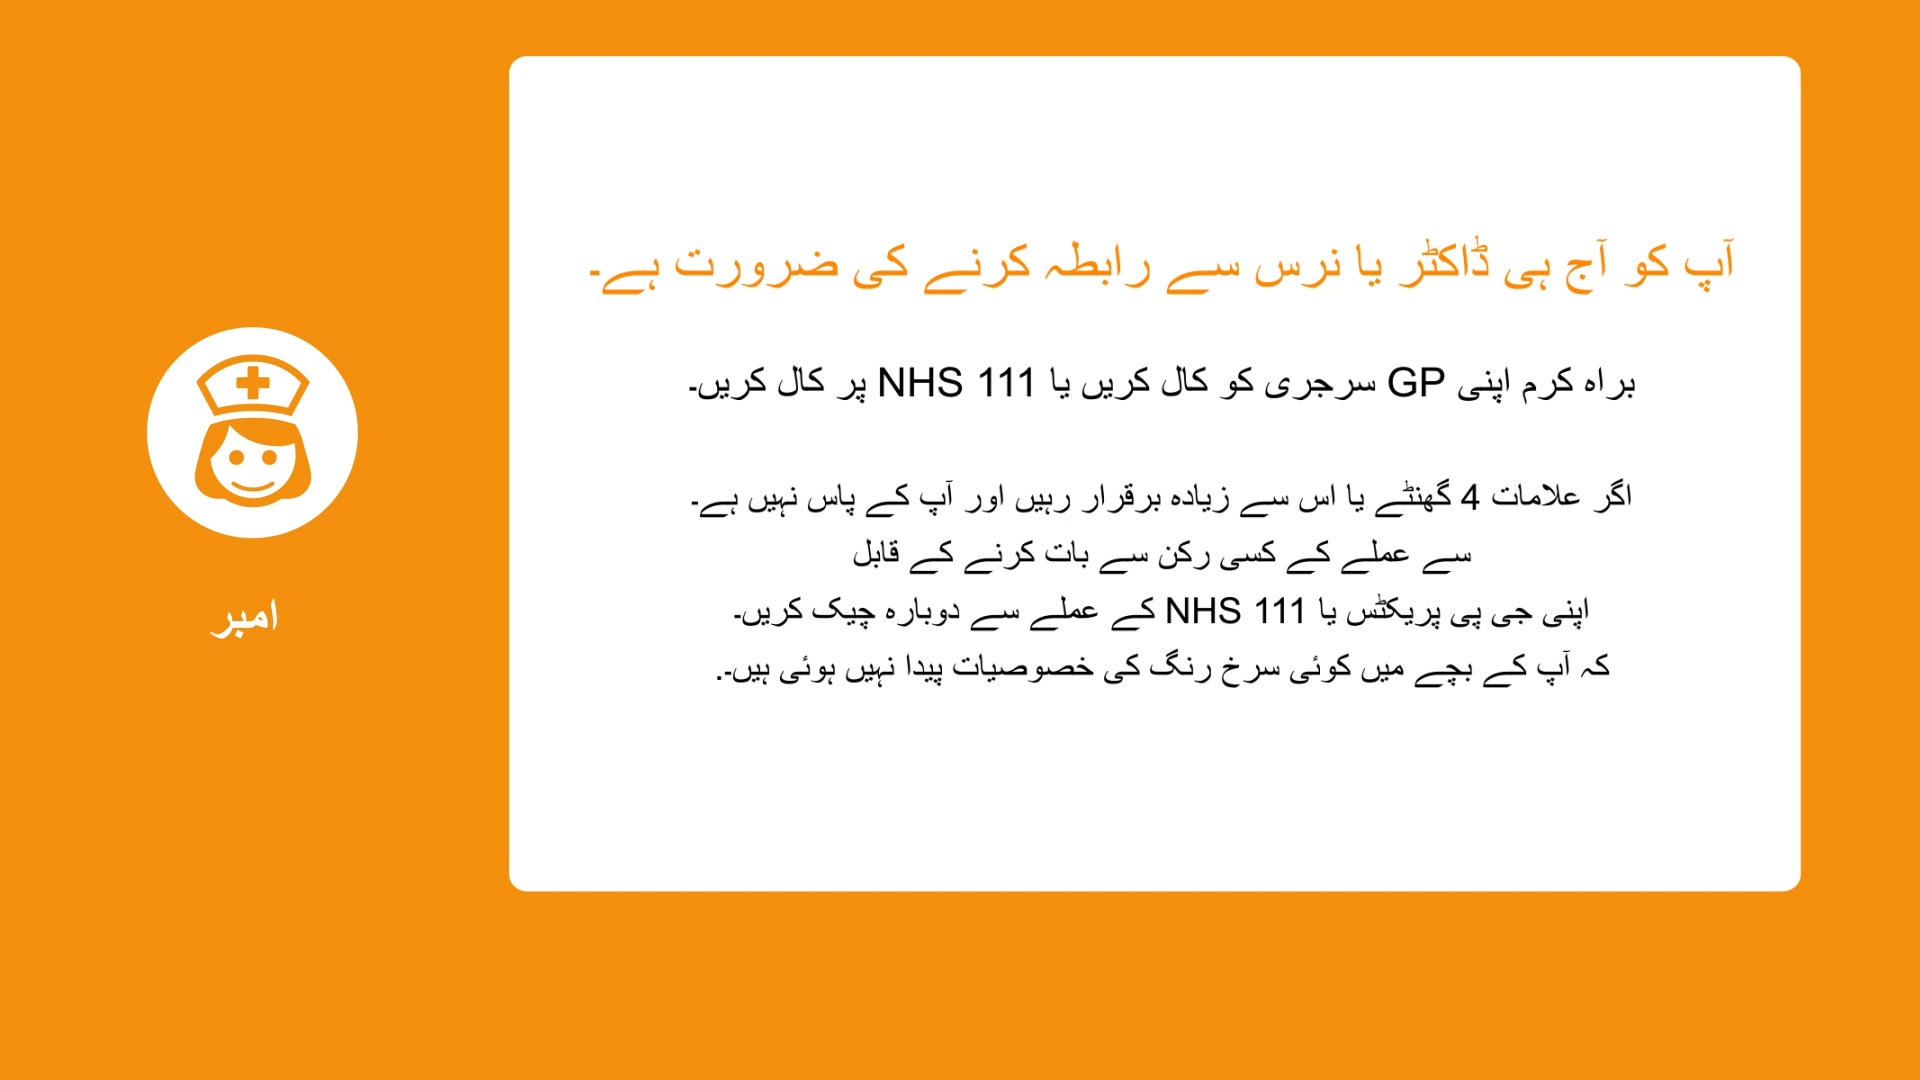 آپ کو آج ہی ڈاکٹر یا نرس سے رابطہ کرنے کی ضرورت ہے۔
براہ کرم اپنی GP سرجری کو کال کریں یا NHS 111 پر کال کریں۔
اگر علامات 4 گھنٹے یا اس سے زیادہ برقرار رہیں اور آپ کے پاس نہیں ہے۔
سے عملے کے کسی رکن سے بات کرنے کے قابل
اپنی جی پی پریکٹس یا NHS 111 کے عملے سے دوبارہ چیک کریں۔
کہ آپ کے بچے میں کوئی سرخ رنگ کی خصوصیات پیدا نہیں ہوئی ہیں۔.
امبر